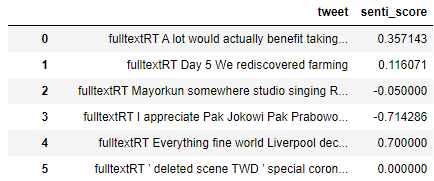 tweet senti_score
0 fulltextRT A lot would actually benefit taking... 0.357143
1 fulltextRT Day 5 We rediscovered farming 0.116071
2 fulltextRT Mayorkun somewhere studio singing R... -0.050000
3 fulltextRT I appreciate Pak Jokowi Pak Prabowo... -0.714286
4 fulltextRT Everything fine world Liverpool dec... 0.700000
5 fulltextRT ’ deleted scene TWD ’ special coron... 0.000000